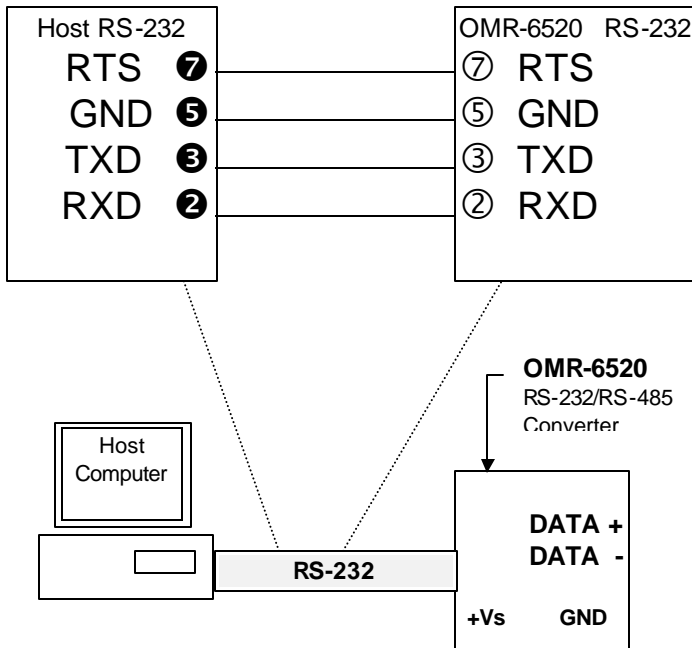 Host RS-232
RTS ❼
GND ❺
TXD ❸
RXD ❷
OMR-6520 RS-232
⑦ RTS
⑤ GND
③ TXD
② RXD
OMR-6520
RS-232/RS-485
Converter
Host
Computer
RS-232
DATA +
DATA -
+Vs GND